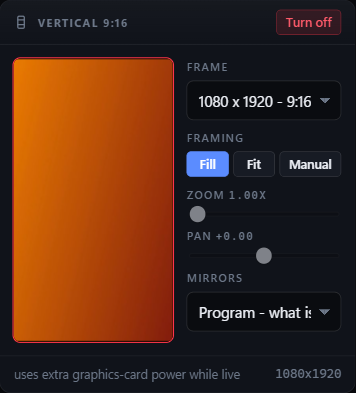 VERTICAL 9:16
Turn off
FRAME
1080 x 1920 - 9:16
FRAMING
Fill Fit Manual
ZOOM 1.00X
PAN +0.00
MIRRORS
Program - what is
uses extra graphics-card power while live
1080x1920